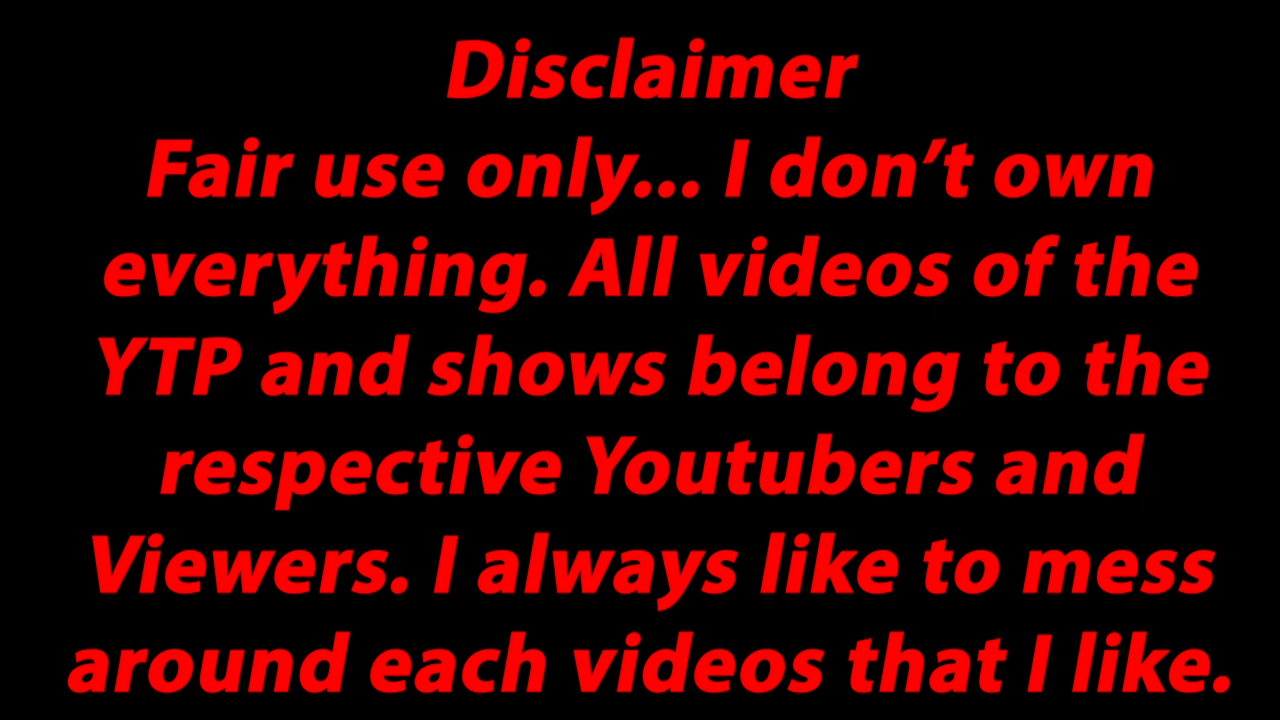 Disclaimer
Fair use only... I don’t own
everything. All videos of the
YTP and shows belong to the
respective Youtubers and
Viewers. I always like to mess
around each videos that I like.